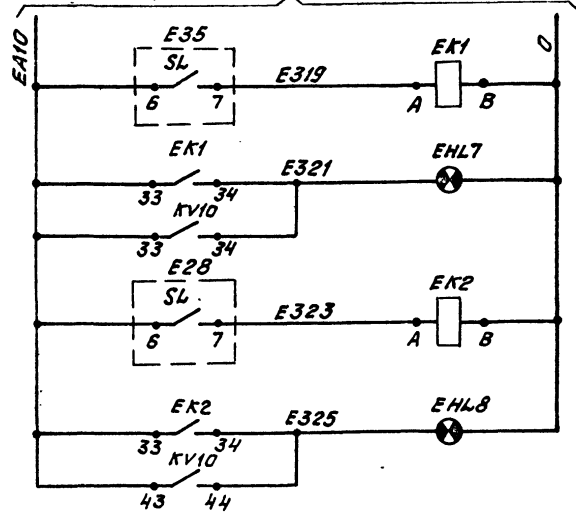 EA10
0
E35
SL
6 7
E319
EK1
A B
EK1
33 34
E321
EHL7
KV10
33 34
E28
SL
6 7
E323
EK2
A B
EK2
33 34
E325
EHL8
KV10
43 44